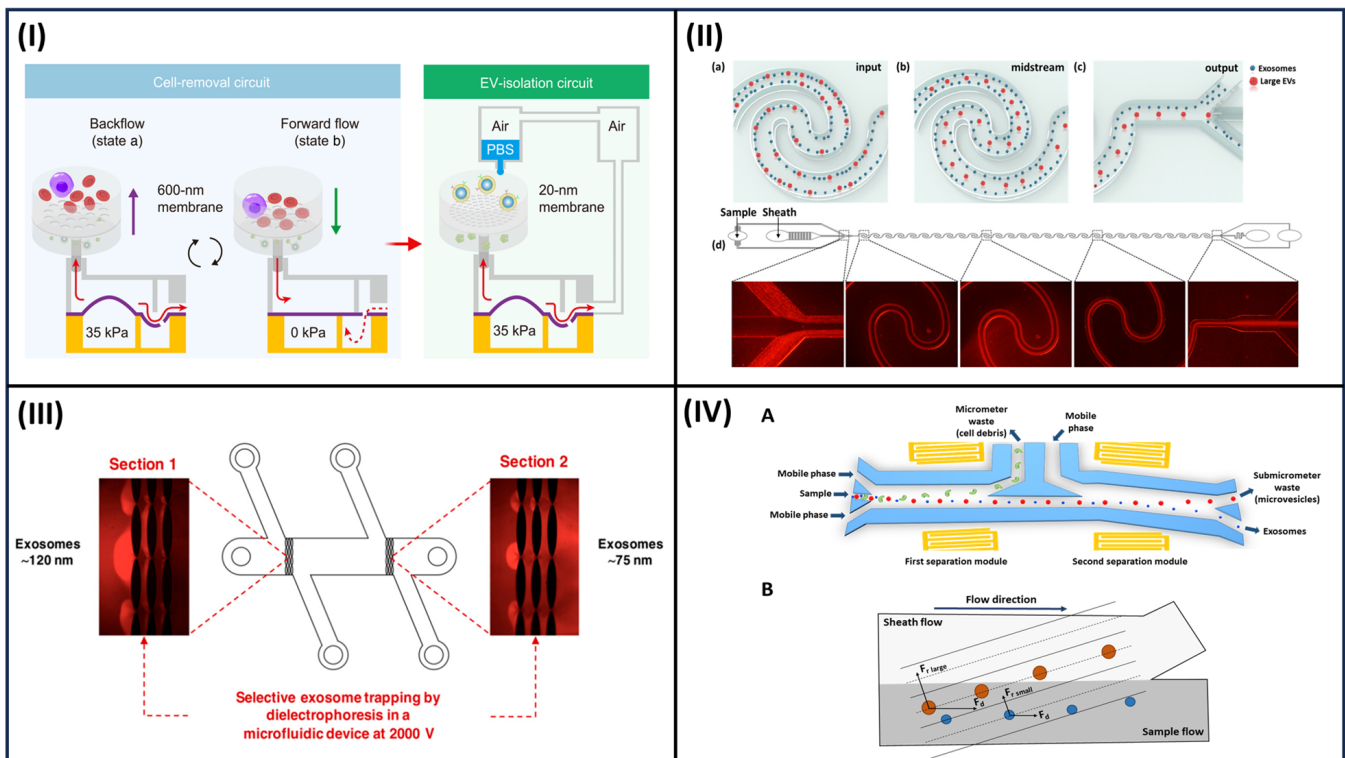 (I)
Cell-removal circuit
EV-isolation circuit
Backflow
(state a)
Forward flow
(state b)
600-nm
membrane
Air
PBS
Air
20-nm
membrane
35 kPa
0 kPa
35 kPa
(II)
(a)
input
(b)
midstream
(c)
output
Exosomes
Large EVs
Sample
Sheath
(d)
(III)
Section 1
Section 2
Exosomes
~120 nm
Exosomes
~75 nm
Selective exosome trapping by
dielectrophoresis in a
microfluidic device at 2000 V
(IV)
A
Micrometer
waste
(cell debris)
Mobile
phase
Mobile phase
Sample
Mobile phase
Submicrometer
waste
(microvesicles)
Exosomes
First separation module
Second separation module
B
Flow direction
Sheath flow
Fr large
Fr small
Fd
Fd
Sample flow